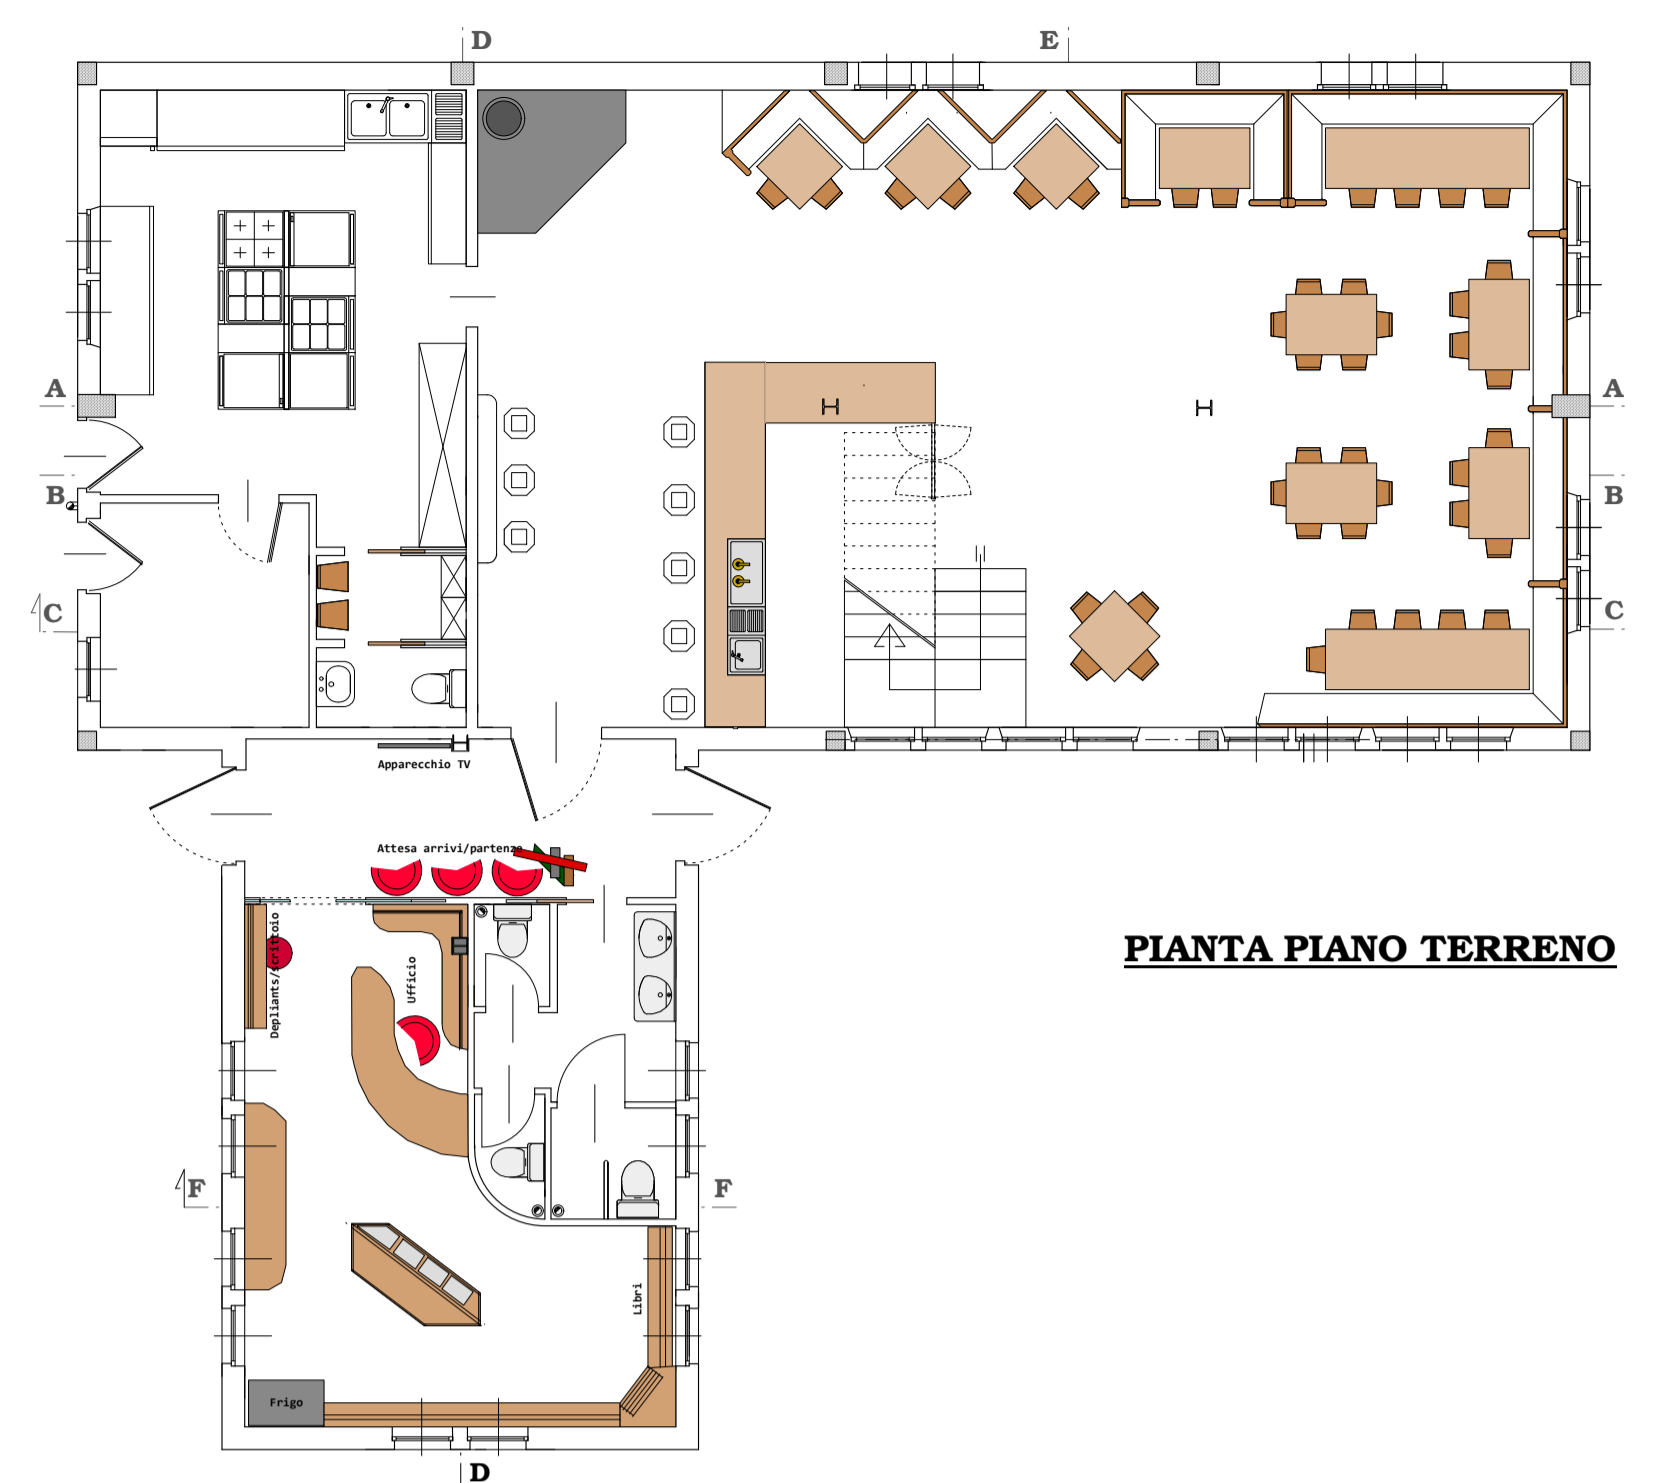 D
E
A
A
B
B
C
C
Apparecchio TV
Attesa arrivi/partenze
Depliants/scrittoio
Ufficio
PIANTA PIANO TERRENO
F
F
Libri
Frigo
D